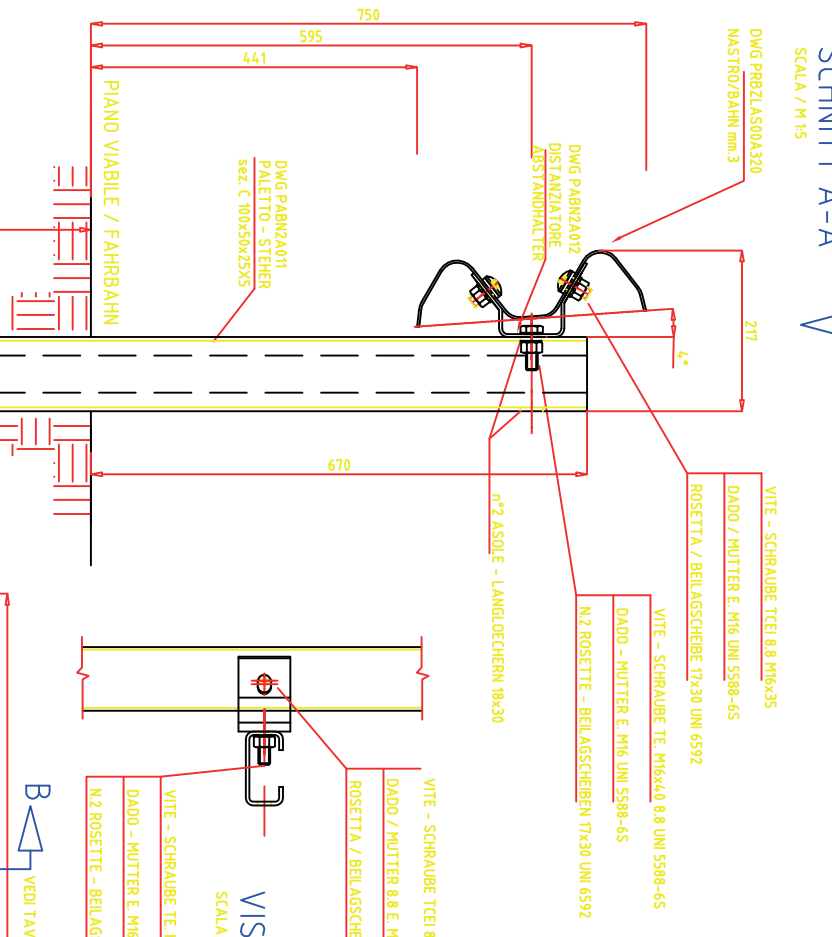 SCHNITT A-A
SCALA / M 1:5
DWG PRBZLAS00A320
NASTRO/BAHN mm.3
750
595
441
217
4°
670
PIANO VIABILE / FAHRBAHN
DWG PABN2A011
PALETTO - STEHER
sez. C 100x50x25X5
DWG PABN2A012
DISTANZIATORE
ABSTANDHALTER
n°2 ASOLE - LANGLOECHERN 18x30
VITE - SCHRAUBE TCEI 8.8 M16x35
DADO / MUTTER E. M16 UNI 5588-6S
ROSETTA / BEILAGSCHEIBE 17x30 UNI 6592
VITE - SCHRAUBE TE. M16x40 8.8 UNI 5588-6S
DADO - MUTTER E. M16 UNI 5588-6S
N.2 ROSETTE - BEILAGSCHEIBEN 17x30 UNI 6592
VITE - SCHRAUBE TCEI 8
DADO / MUTTER 8.8 E. M
ROSETTA / BEILAGSCHE
VIS
SCALA
VITE - SCHRAUBE TE.
DADO - MUTTER E. M16
N.2 ROSETTE - BEILAG
B
VEDI TAV